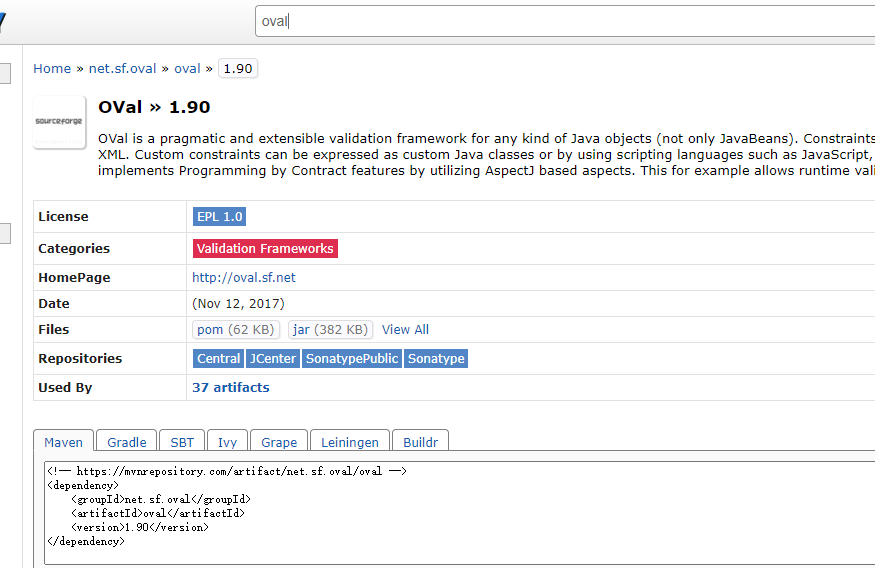 oval
Home » net.sf.oval » oval » 1.90
sourceforge
OVal » 1.90
OVal is a pragmatic and extensible validation framework for any kind of Java objects (not only JavaBeans). Constraints
XML. Custom constraints can be expressed as custom Java classes or by using scripting languages such as JavaScript,
implements Programming by Contract features by utilizing AspectJ based aspects. This for example allows runtime vali
License EPL 1.0
Categories Validation Frameworks
HomePage http://oval.sf.net
Date (Nov 12, 2017)
Files pom (62 KB) jar (382 KB) View All
Repositories Central JCenter SonatypePublic Sonatype
Used By 37 artifacts
Maven Gradle SBT Ivy Grape Leiningen Buildr
<!-- https://mvnrepository.com/artifact/net.sf.oval/oval -->
<dependency>
    <groupId>net.sf.oval</groupId>
    <artifactId>oval</artifactId>
    <version>1.90</version>
</dependency>